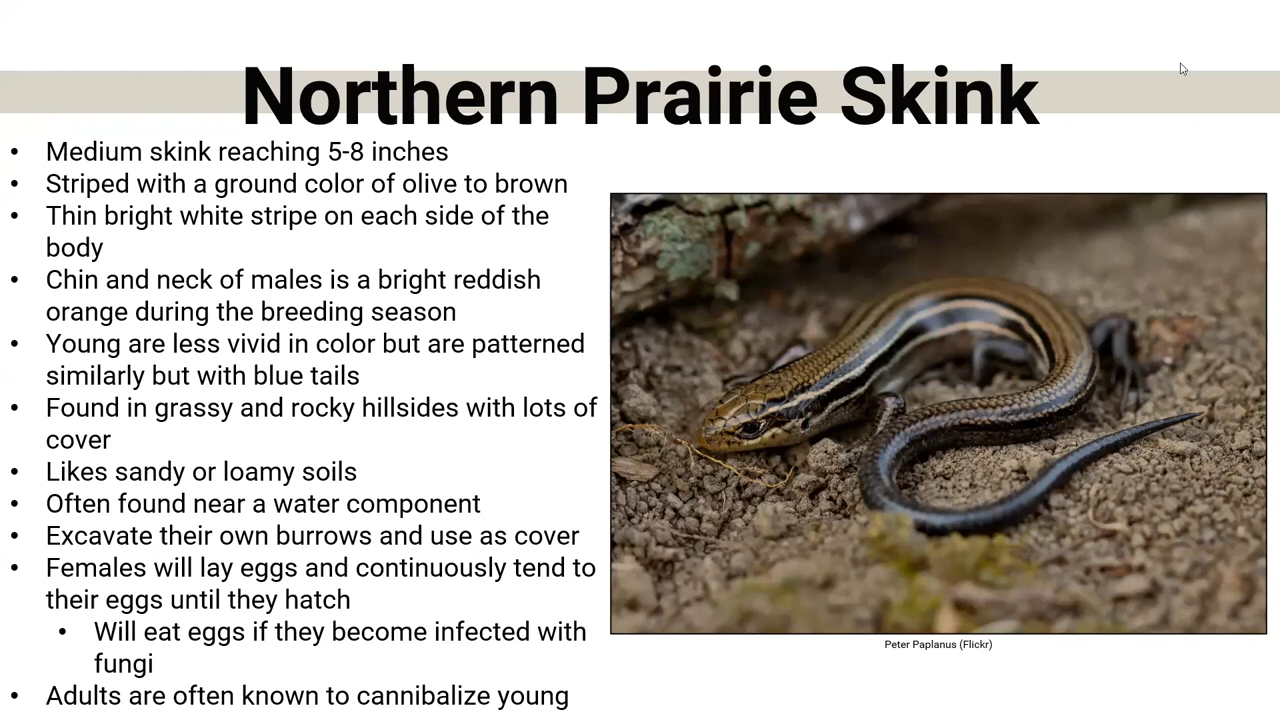 Northern Prairie Skink
• Medium skink reaching 5-8 inches
• Striped with a ground color of olive to brown
• Thin bright white stripe on each side of the
body
• Chin and neck of males is a bright reddish
orange during the breeding season
• Young are less vivid in color but are patterned
similarly but with blue tails
• Found in grassy and rocky hillsides with lots of
cover
• Likes sandy or loamy soils
• Often found near a water component
• Excavate their own burrows and use as cover
• Females will lay eggs and continuously tend to
their eggs until they hatch
• Will eat eggs if they become infected with
fungi
• Adults are often known to cannibalize young
Peter Paplanus (Flickr)